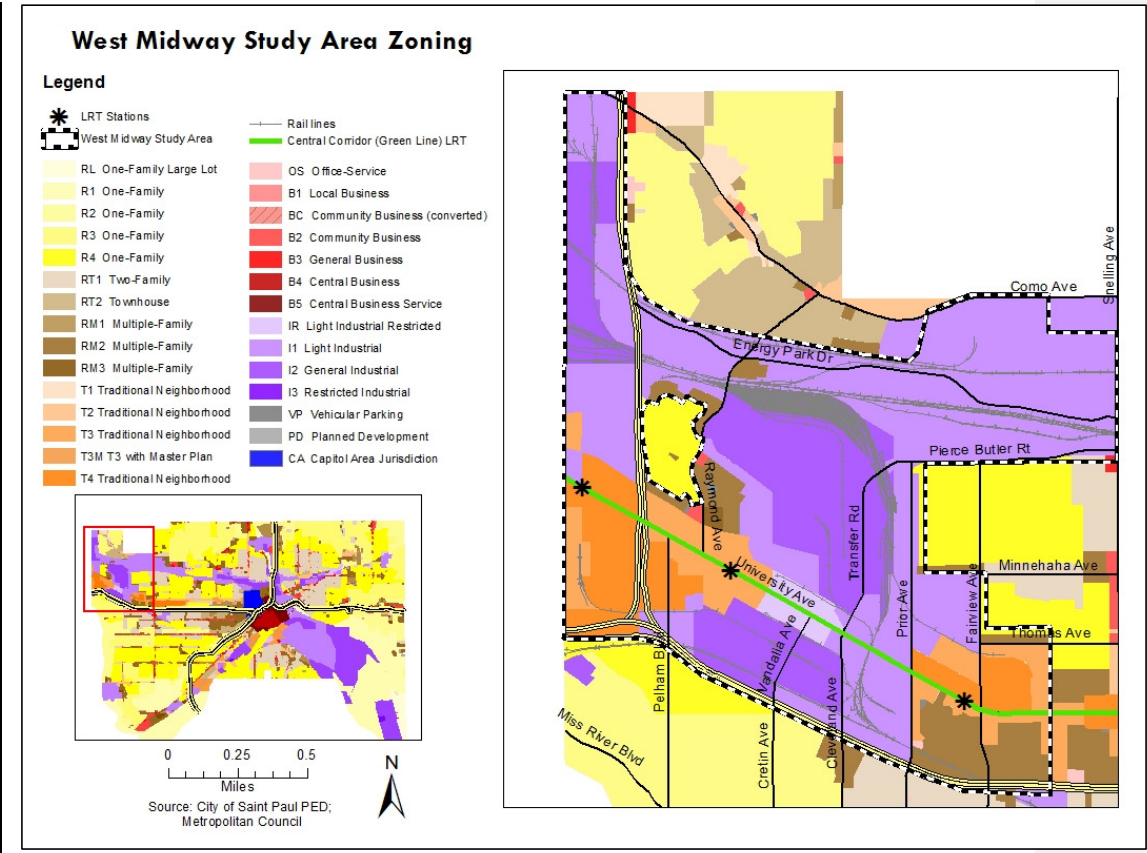 West Midway Study Area Zoning
Legend
LRT Stations
West Midway Study Area
Rail lines
Central Corridor (Green Line) LRT
RL One-Family Large Lot
R1 One-Family
R2 One-Family
R3 One-Family
R4 One-Family
RT1 Two-Family
RT2 Townhouse
RM1 Multiple-Family
RM2 Multiple-Family
RM3 Multiple-Family
T1 Traditional Neighborhood
T2 Traditional Neighborhood
T3 Traditional Neighborhood
T3M T3 with Master Plan
T4 Traditional Neighborhood
OS Office-Service
B1 Local Business
BC Community Business (converted)
B2 Community Business
B3 General Business
B4 Central Business
B5 Central Business Service
IR Light Industrial Restricted
I1 Light Industrial
I2 General Industrial
I3 Restricted Industrial
VP Vehicular Parking
PD Planned Development
CA Capitol Area Jurisdiction
0 0.25 0.5
Miles
Source: City of Saint Paul PED;
Metropolitan Council
N
Snelling Ave
Como Ave
Energy Park Dr
Pierce Butler Rt
Raymond Ave
Transfer Rd
Minnehaha Ave
University Ave
Prior Ave
Fairview Ave
Thomas Ave
Pelham Blvd
Vandalia Ave
Cleveland Ave
Cretin Ave
Miss River Blvd